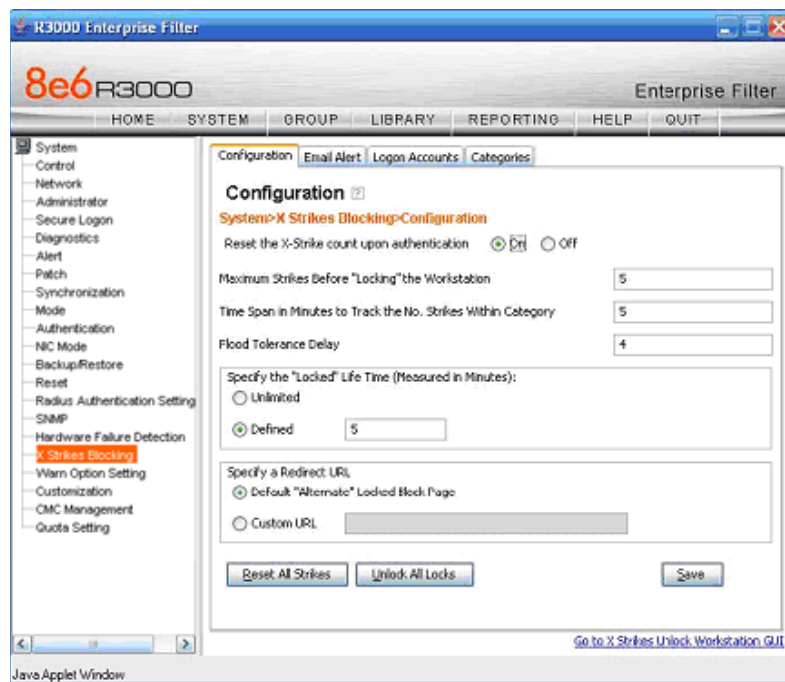 R3000 Enterprise Filter
8e6 R3000
Enterprise Filter
HOME SYSTEM GROUP LIBRARY REPORTING HELP QUIT
System
Control
Network
Administrator
Secure Logon
Diagnostics
Alert
Patch
Synchronization
Mode
Authentication
NIC Mode
Backup/Restore
Reset
Radius Authentication Setting
SNMP
Hardware Failure Detection
X Strikes Blocking
Warn Option Setting
Customization
CMC Management
Quota Setting
Configuration Email Alert Logon Accounts Categories
Configuration ?
System>X Strikes Blocking>Configuration
Reset the X-Strike count upon authentication On Off
Maximum Strikes Before "Locking" the Workstation 5
Time Span in Minutes to Track the No. Strikes Within Category 5
Flood Tolerance Delay 4
Specify the "Locked" Life Time (Measured in Minutes):
Unlimited
Defined 5
Specify a Redirect URL
Default "Alternate" Locked Block Page
Custom URL
Reset All Strikes Unlock All Locks Save
Go to X Strikes Unlock Workstation GUI
Java Applet Window